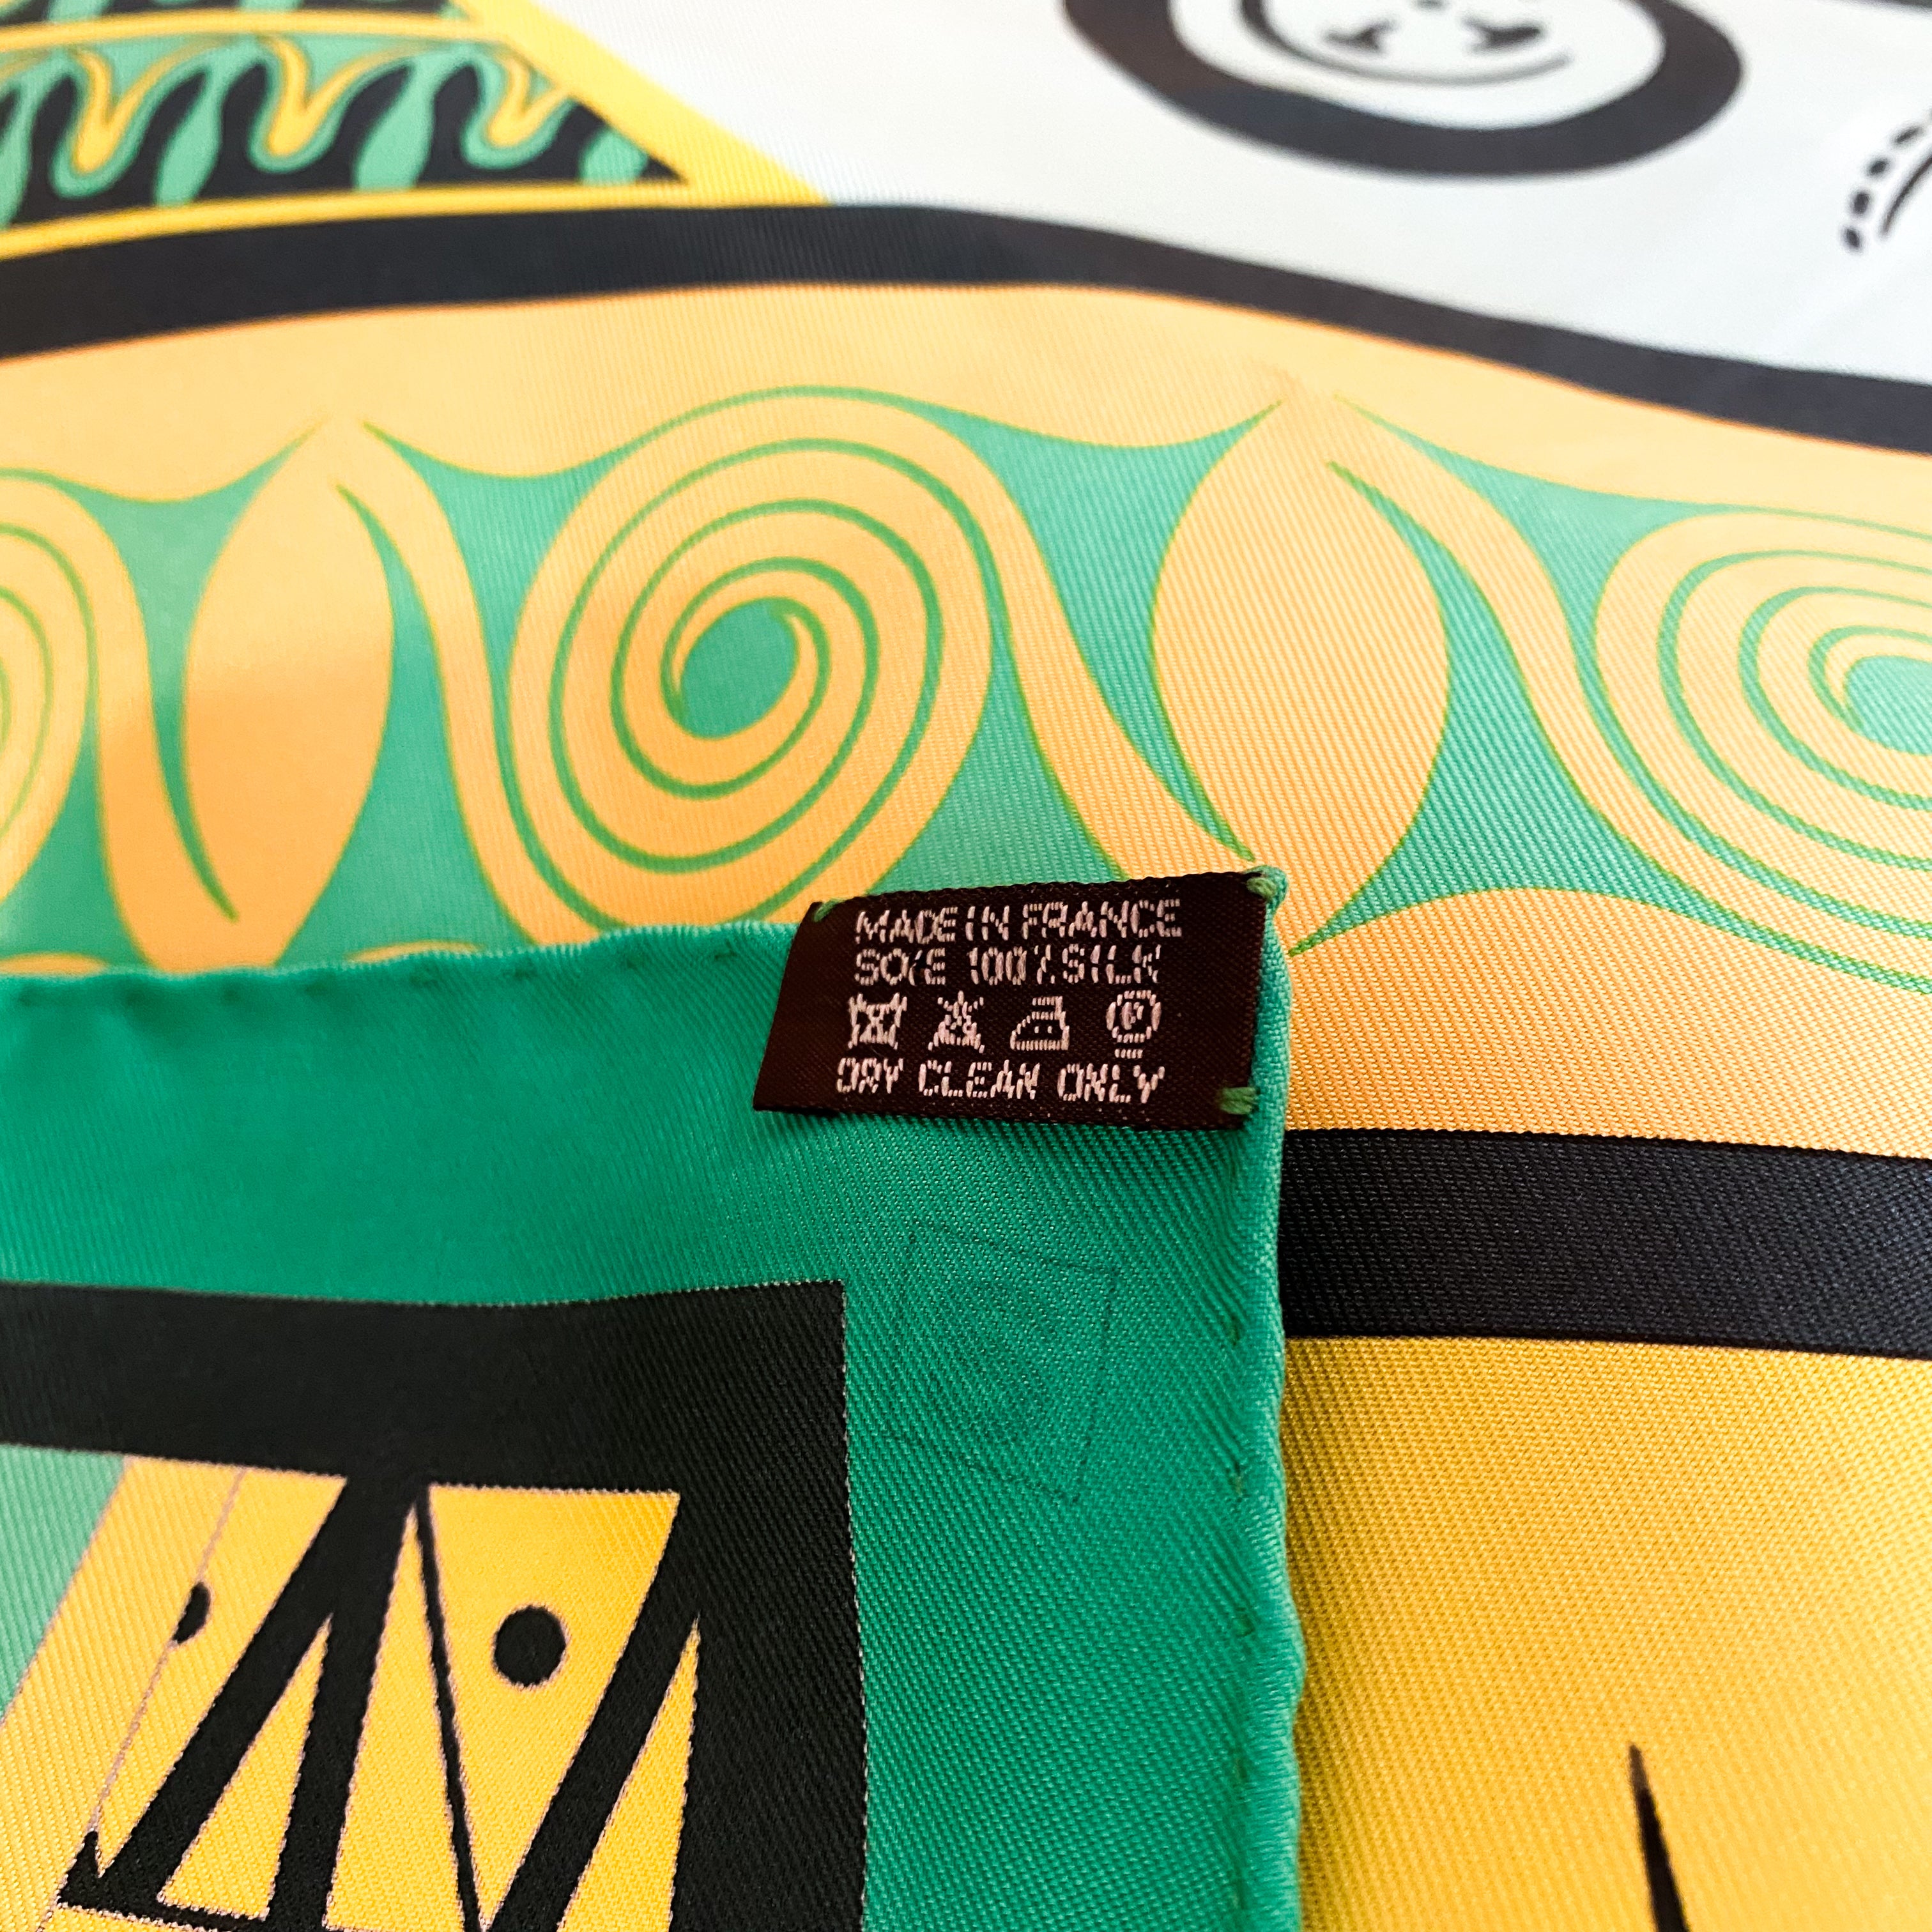 MADE IN FRANCE
SOIE 100% SILK
P
DRY CLEAN ONLY